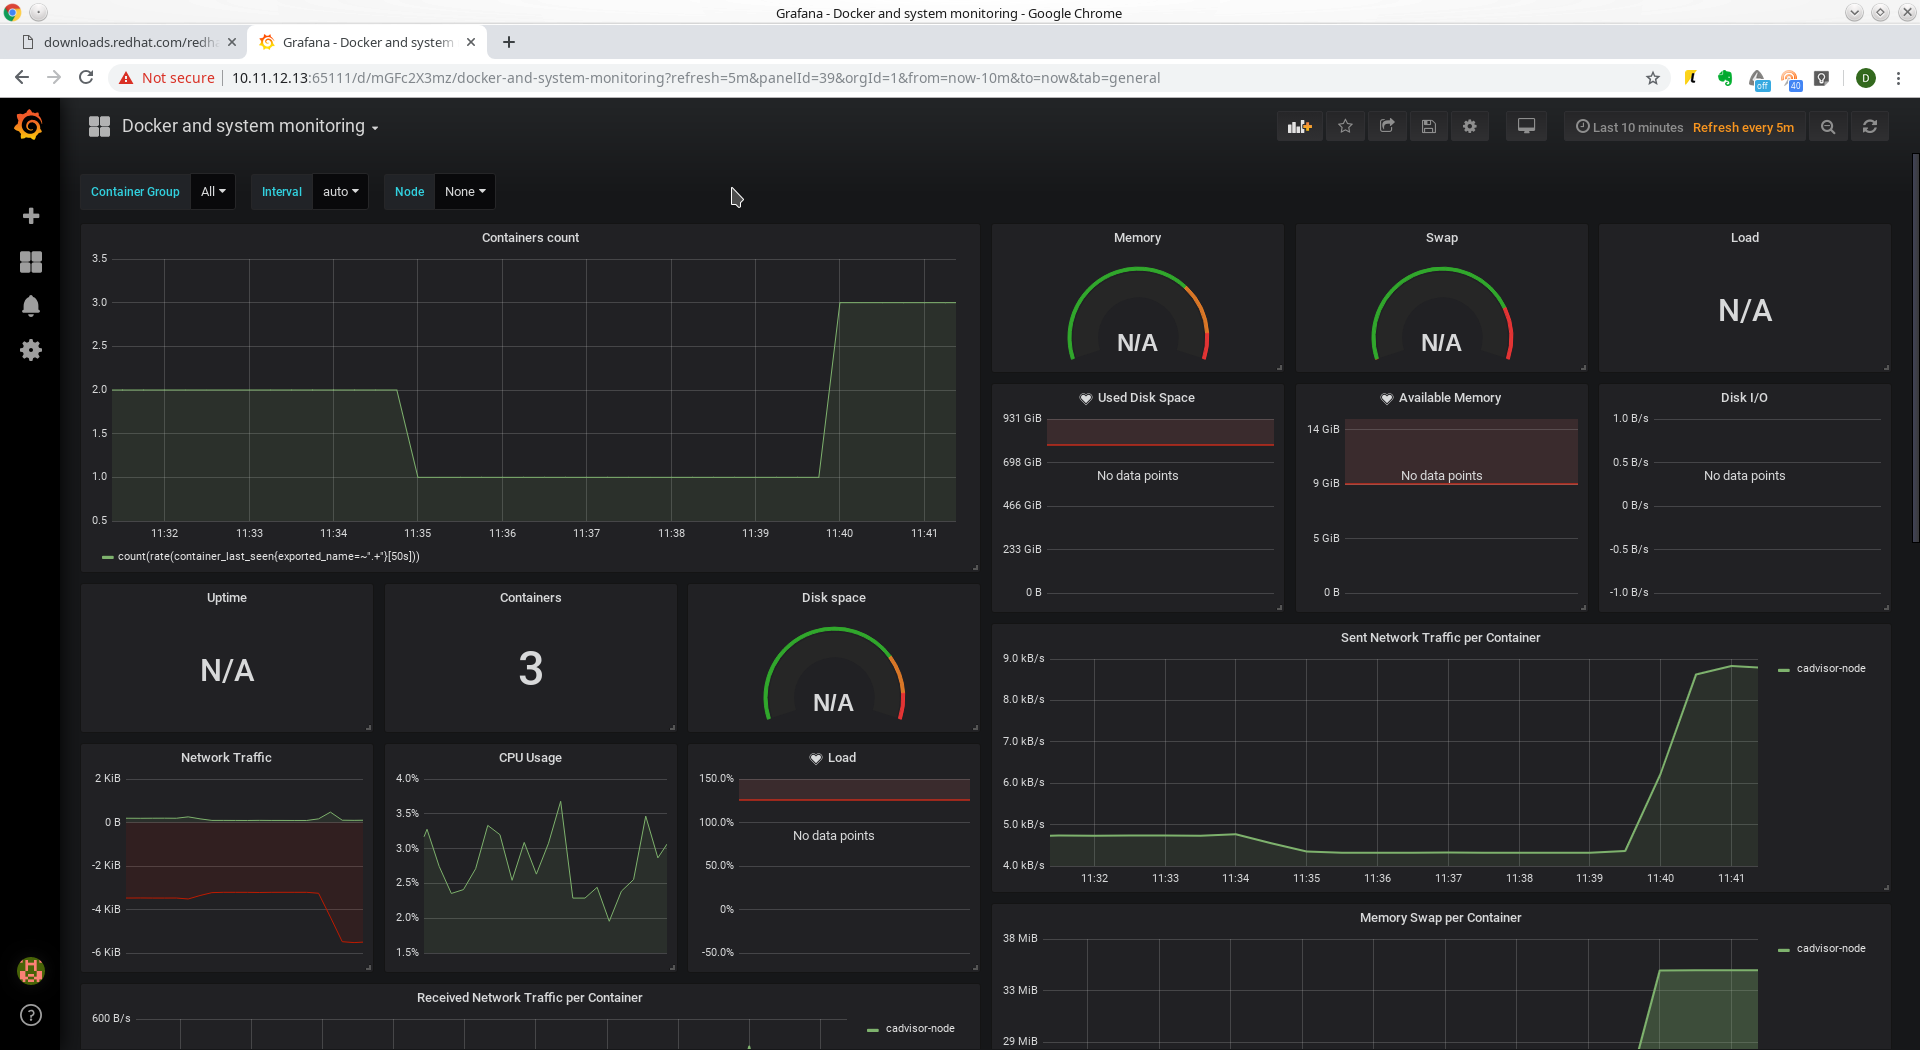 Grafana - Docker and system monitoring - Google Chrome
downloads.redhat.com/redh
Grafana - Docker and system
Not secure
10.11.12.13:65111/d/mGFc2X3mz/docker-and-system-monitoring?refresh=5m&panelId=39&orgId=1&from=now-10m&to=now&tab=general
off
40
D
Docker and system monitoring
Last 10 minutes Refresh every 5m
Container Group All
Interval auto
Node None
Containers count
3.5
3.0
2.5
2.0
1.5
1.0
0.5
11:32 11:33 11:34 11:35 11:36 11:37 11:38 11:39 11:40 11:41
count(rate(container_last_seen{exported_name=~".+"}[50s]))
Memory
N/A
Swap
N/A
Load
N/A
Used Disk Space
931 GiB
698 GiB
No data points
466 GiB
233 GiB
0 B
Available Memory
14 GiB
No data points
9 GiB
5 GiB
0 B
Disk I/O
1.0 B/s
0.5 B/s
No data points
0 B/s
-0.5 B/s
-1.0 B/s
Uptime
N/A
Containers
3
Disk space
N/A
Sent Network Traffic per Container
9.0 kB/s
cadvisor-node
8.0 kB/s
7.0 kB/s
6.0 kB/s
5.0 kB/s
4.0 kB/s
11:32 11:33 11:34 11:35 11:36 11:37 11:38 11:39 11:40 11:41
Network Traffic
2 KiB
0 B
-2 KiB
-4 KiB
-6 KiB
CPU Usage
4.0%
3.5%
3.0%
2.5%
2.0%
1.5%
Load
150.0%
100.0%
No data points
50.0%
0%
-50.0%
Memory Swap per Container
38 MiB
cadvisor-node
33 MiB
29 MiB
Received Network Traffic per Container
600 B/s
cadvisor-node